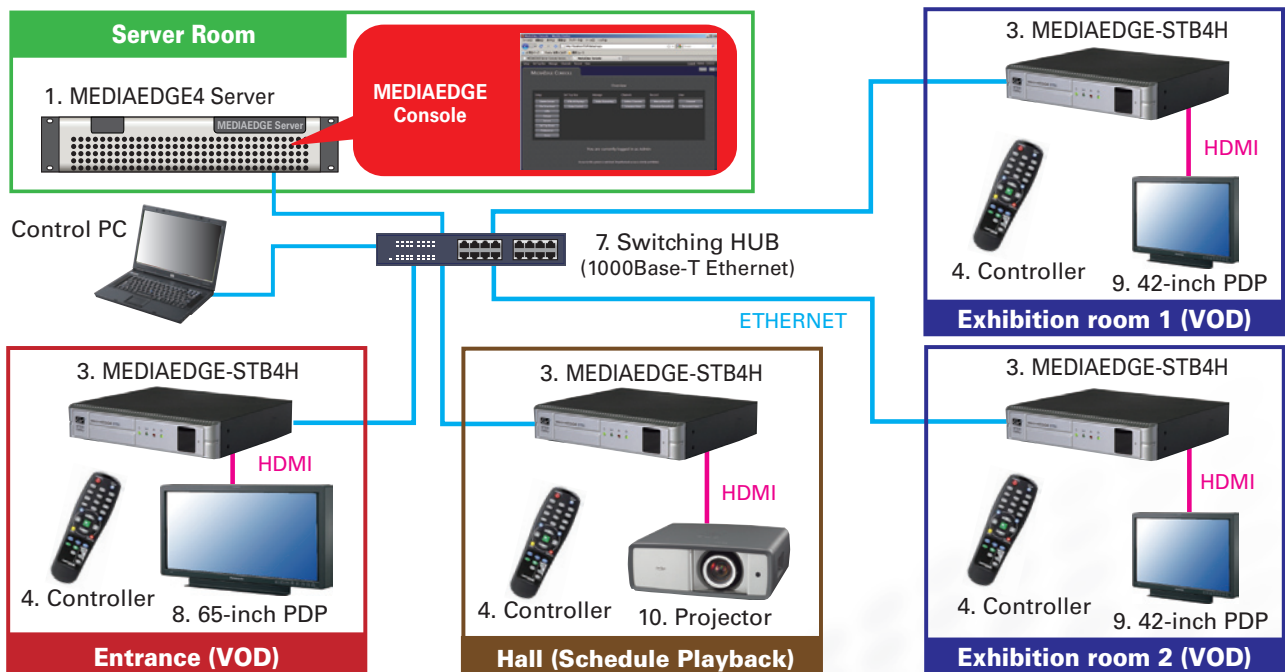 Server Room
1. MEDIAEDGE4 Server
MEDIAEDGE Server
MEDIAEDGE
Console
Control PC
7. Switching HUB
(1000Base-T Ethernet)
ETHERNET
3. MEDIAEDGE-STB4H
HDMI
4. Controller
9. 42-inch PDP
Exhibition room 1 (VOD)
3. MEDIAEDGE-STB4H
HDMI
4. Controller
8. 65-inch PDP
Entrance (VOD)
3. MEDIAEDGE-STB4H
HDMI
4. Controller
10. Projector
Hall (Schedule Playback)
3. MEDIAEDGE-STB4H
HDMI
4. Controller
9. 42-inch PDP
Exhibition room 2 (VOD)